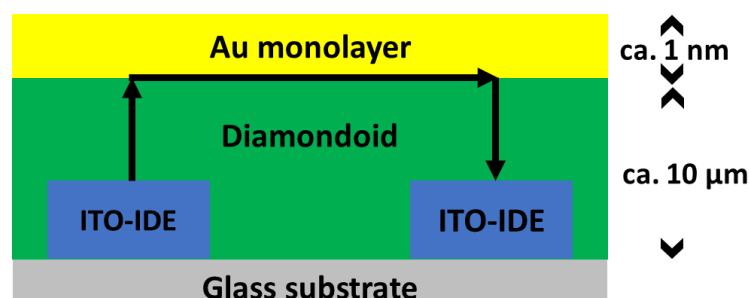 Au monolayer
ca. 1 nm
Diamondoid
ca. 10 μm
ITO-IDE
ITO-IDE
Glass substrate